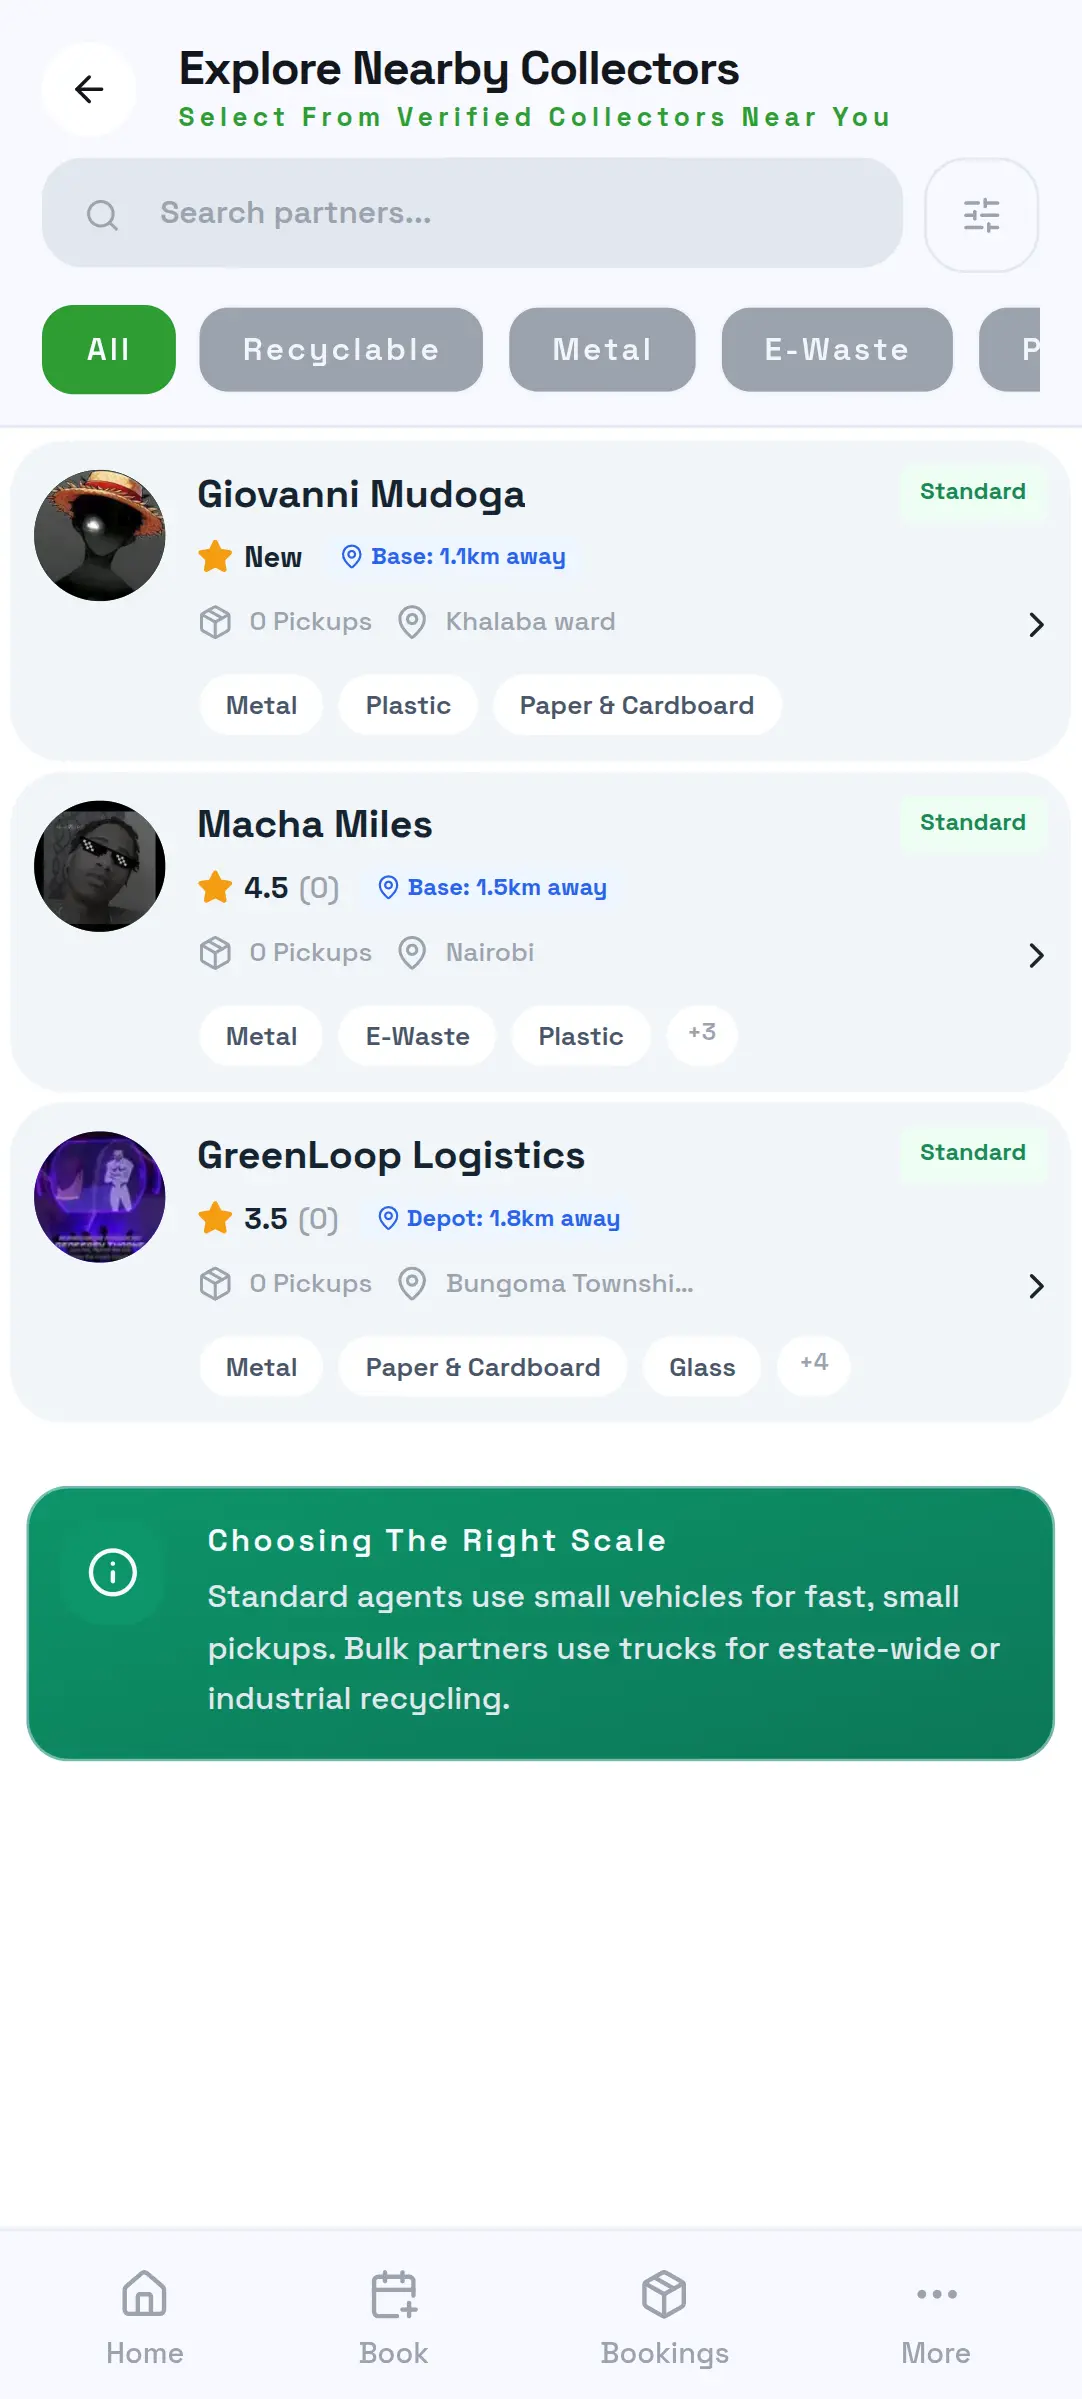 Explore Nearby Collectors
Select From Verified Collectors Near You
Search partners...
All
Recyclable
Metal
E-Waste
P
Giovanni Mudoga
Standard
New
Base: 1.1km away
0 Pickups
Khalaba ward
Metal
Plastic
Paper & Cardboard
Macha Miles
Standard
4.5 (0)
Base: 1.5km away
0 Pickups
Nairobi
Metal
E-Waste
Plastic
+3
GreenLoop Logistics
Standard
3.5 (0)
Depot: 1.8km away
0 Pickups
Bungoma Townshi...
Metal
Paper & Cardboard
Glass
+4
Choosing The Right Scale
Standard agents use small vehicles for fast, small
pickups. Bulk partners use trucks for estate-wide or
industrial recycling.
Home
Book
Bookings
More